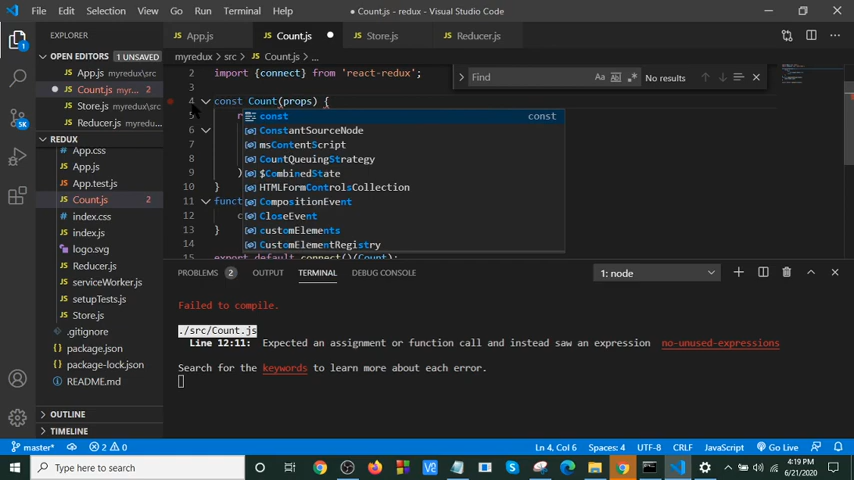 File Edit Selection View Go Run Terminal Help
● Count.js - redux - Visual Studio Code
EXPLORER
JS App.js
JS Count.js ●
JS Store.js
JS Reducer.js
myredux > src > JS Count.js > ...
OPEN EDITORS 1 UNSAVED
JS App.js myredux\src
● JS Count.js my... 2
JS Store.js myredux\src
JS Reducer.js myredux\src
REDUX
App.css
JS App.js
JS App.test.js
JS Count.js 2
index.css
JS index.js
logo.svg
JS Reducer.js
JS serviceWorker.js
JS setupTests.js
JS Store.js
.gitignore
package.json
package-lock.json
README.md
OUTLINE
TIMELINE
Find Aa No results
2 import {connect} from 'react-redux';
3
4 const Count(props) {
5 r
6
8
9 )
10 }
11 func
12 c
13 }
14
15 export default connect()(Count);
const const
ConstantSourceNode
msContentScript
CountQueuingStrategy
$CombinedState
HTMLFormControlsCollection
CompositionEvent
CloseEvent
customElements
CustomElementRegistry
PROBLEMS 2 OUTPUT TERMINAL DEBUG CONSOLE 1: node
Failed to compile.
./src/Count.js
Line 12:11: Expected an assignment or function call and instead saw an expression no-unused-expressions
Search for the keywords to learn more about each error.
master* 2 0 Ln 4, Col 6 Spaces: 4 UTF-8 CRLF JavaScript Go Live
Type here to search
4:19 PM
6/21/2020